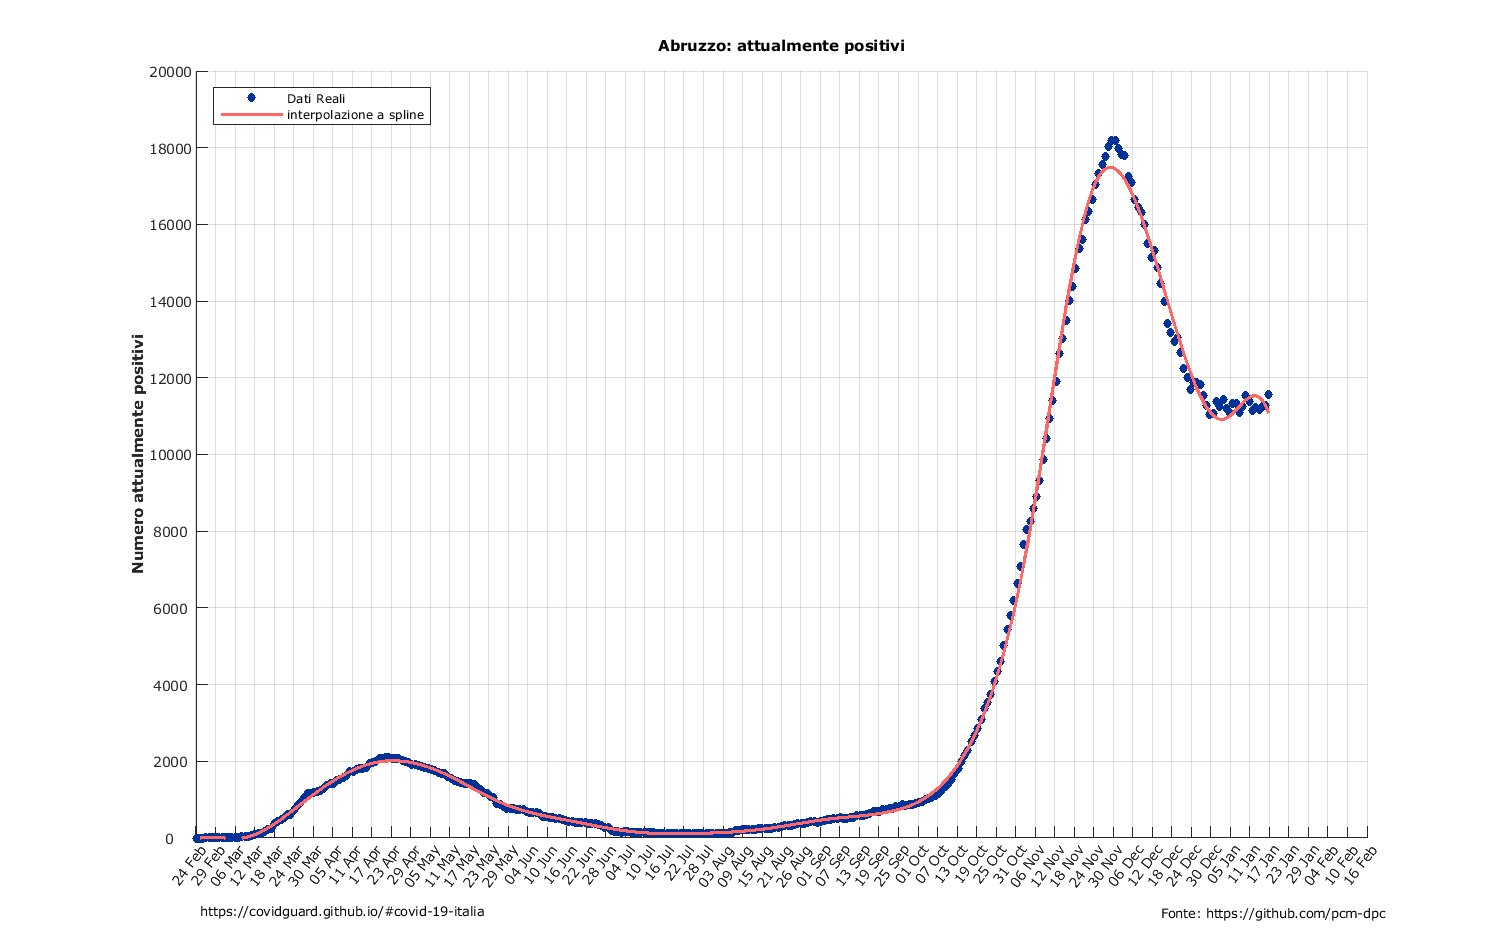 Abruzzo: attualmente positivi
Dati Reali
interpolazione a spline
Numero attualmente positivi
20000
18000
16000
14000
12000
10000
8000
6000
4000
2000
0
24 Feb
29 Feb
06 Mar
12 Mar
18 Mar
24 Mar
30 Mar
05 Apr
11 Apr
17 Apr
23 Apr
29 Apr
05 May
11 May
17 May
23 May
29 May
04 Jun
10 Jun
16 Jun
22 Jun
28 Jun
04 Jul
10 Jul
16 Jul
22 Jul
28 Jul
03 Aug
09 Aug
15 Aug
21 Aug
26 Aug
01 Sep
07 Sep
13 Sep
19 Sep
25 Sep
01 Oct
07 Oct
13 Oct
19 Oct
25 Oct
31 Oct
06 Nov
12 Nov
18 Nov
24 Nov
30 Dec
06 Dec
12 Dec
18 Dec
24 Dec
30 Dec
05 Jan
11 Jan
17 Jan
23 Jan
29 Feb
04 Feb
10 Feb
16 Feb
https://covidguard.github.io/#covid-19-italia
Fonte: https://github.com/pcm-dpc